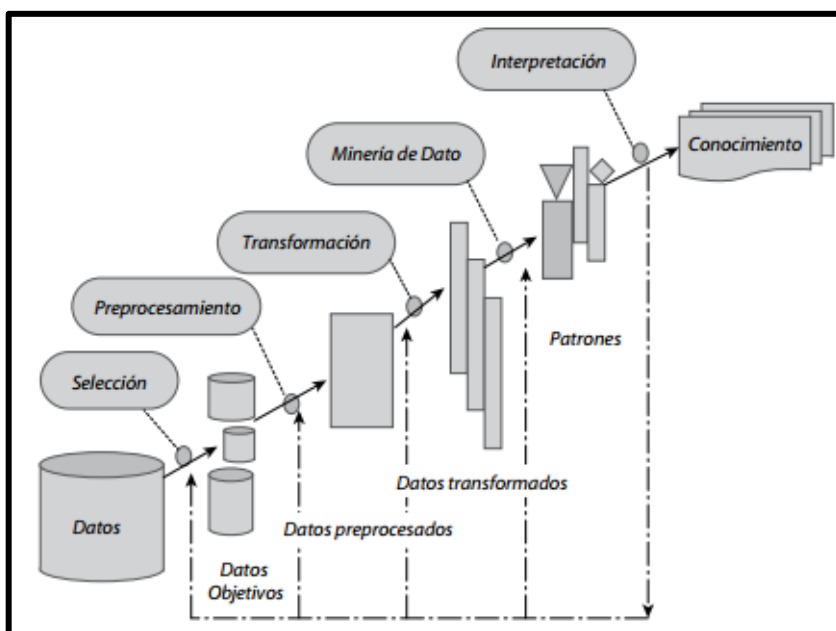 Interpretación
Conocimiento
Minería de Dato
Transformación
Preprocesamiento
Patrones
Selección
Datos transformados
Datos
Datos preprocesados
Datos
Objetivos